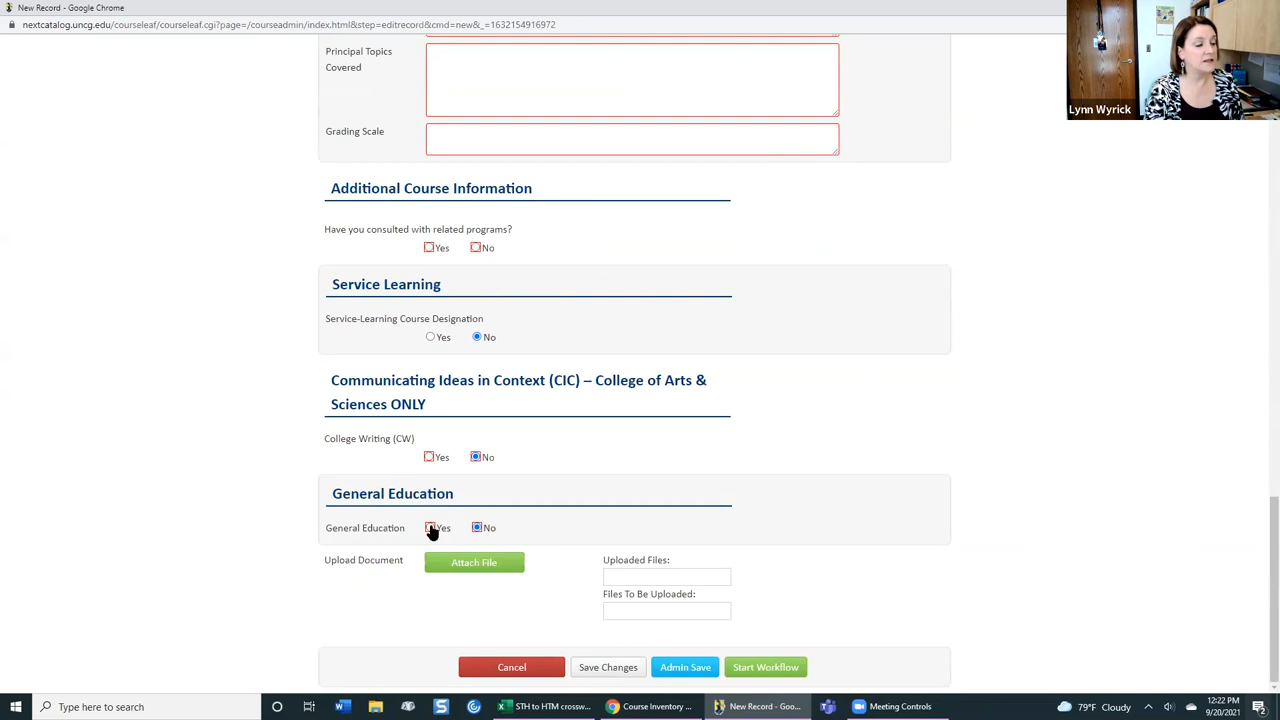 New Record - Google Chrome
nextcatalog.uncg.edu/courseleaf/courseleaf.cgi?page=/courseadmin/index.html&step=editrecord&cmd=new&_=1632154916972
Lynn Wyrick
Principal Topics
Covered
Grading Scale
Additional Course Information
Have you consulted with related programs?
Yes No
Service Learning
Service-Learning Course Designation
Yes No
Communicating Ideas in Context (CIC) – College of Arts &
Sciences ONLY
College Writing (CW)
Yes No
General Education
General Education Yes No
Upload Document Attach File Uploaded Files:
Files To Be Uploaded:
Cancel Save Changes Admin Save Start Workflow
Type here to search STH to HTM crossw... Course Inventory ... New Record - Goo... Meeting Controls 79°F Cloudy 12:22 PM
9/20/2021 2